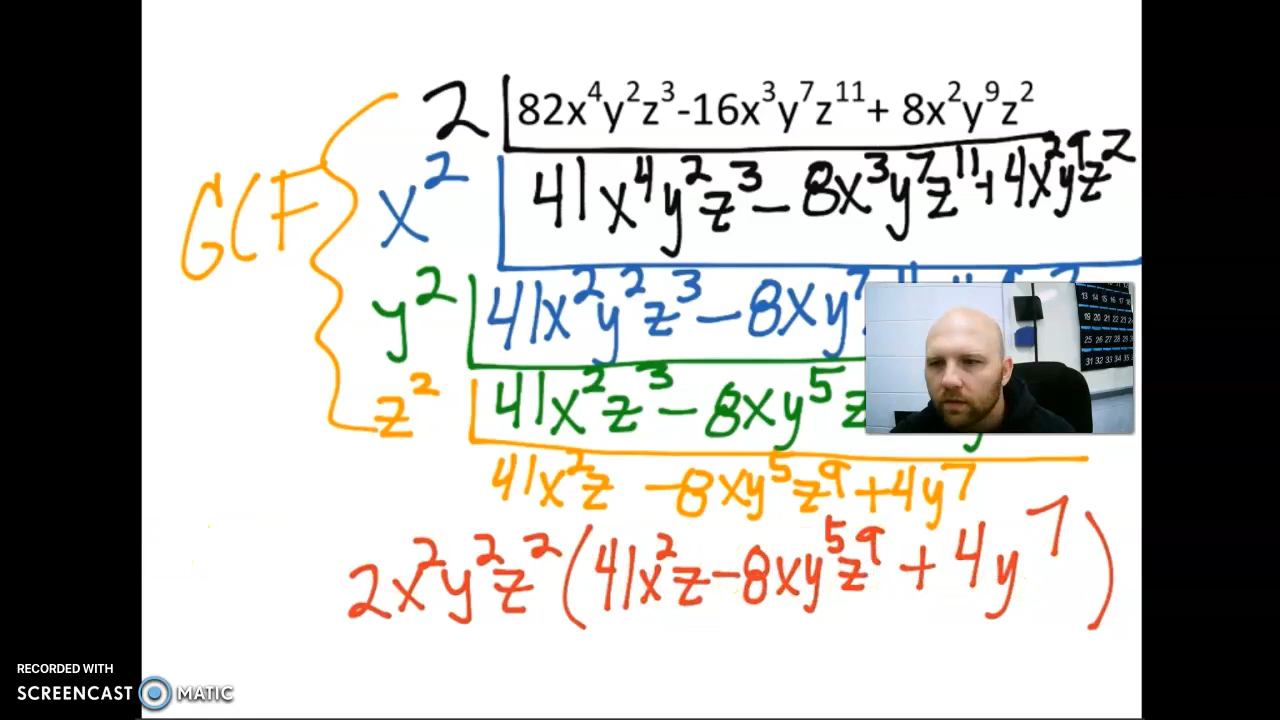 2 82x⁴y²z³-16x³y⁷z¹¹+ 8x²y⁹z²
x² 41x⁴y²z³ - 8x³y⁷z¹¹ + 4x²y⁹z²
GCF
y² 41x²y²z³ - 8xy⁷
z² 41x²z³ - 8xy⁵z
41x²z - 8xy⁵z⁹ + 4y⁷
2x²y²z²(41x²z - 8xy⁵z⁹ + 4y⁷)
RECORDED WITH
SCREENCAST MATIC